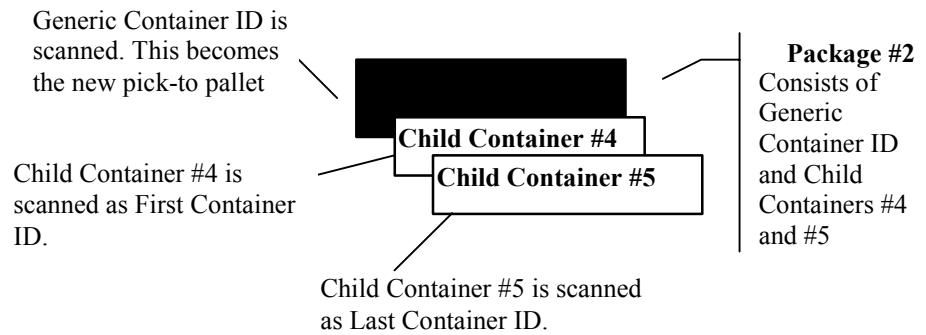 Generic Container ID is
scanned. This becomes
the new pick-to pallet
Package #2
Consists of
Generic
Container ID
and Child
Containers #4
and #5
Child Container #4
Child Container #5
Child Container #4 is
scanned as First Container
ID.
Child Container #5 is scanned
as Last Container ID.